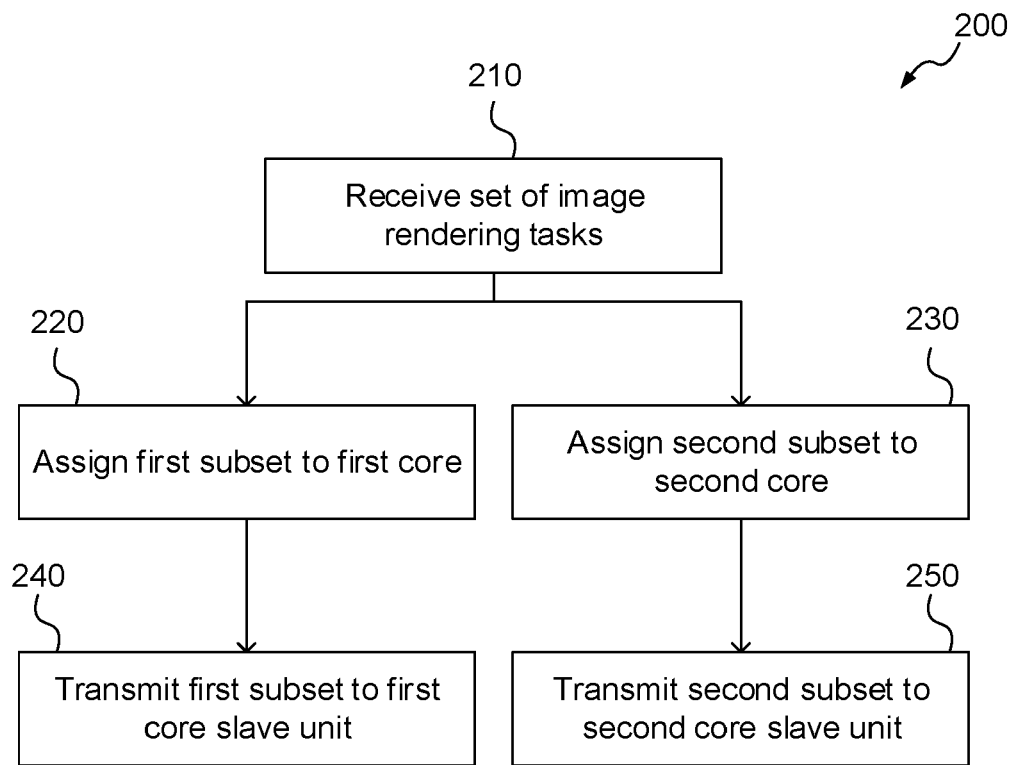 200
210
Receive set of image
rendering tasks
220
230
Assign first subset to first core
Assign second subset to
second core
240
250
Transmit first subset to first
core slave unit
Transmit second subset to
second core slave unit